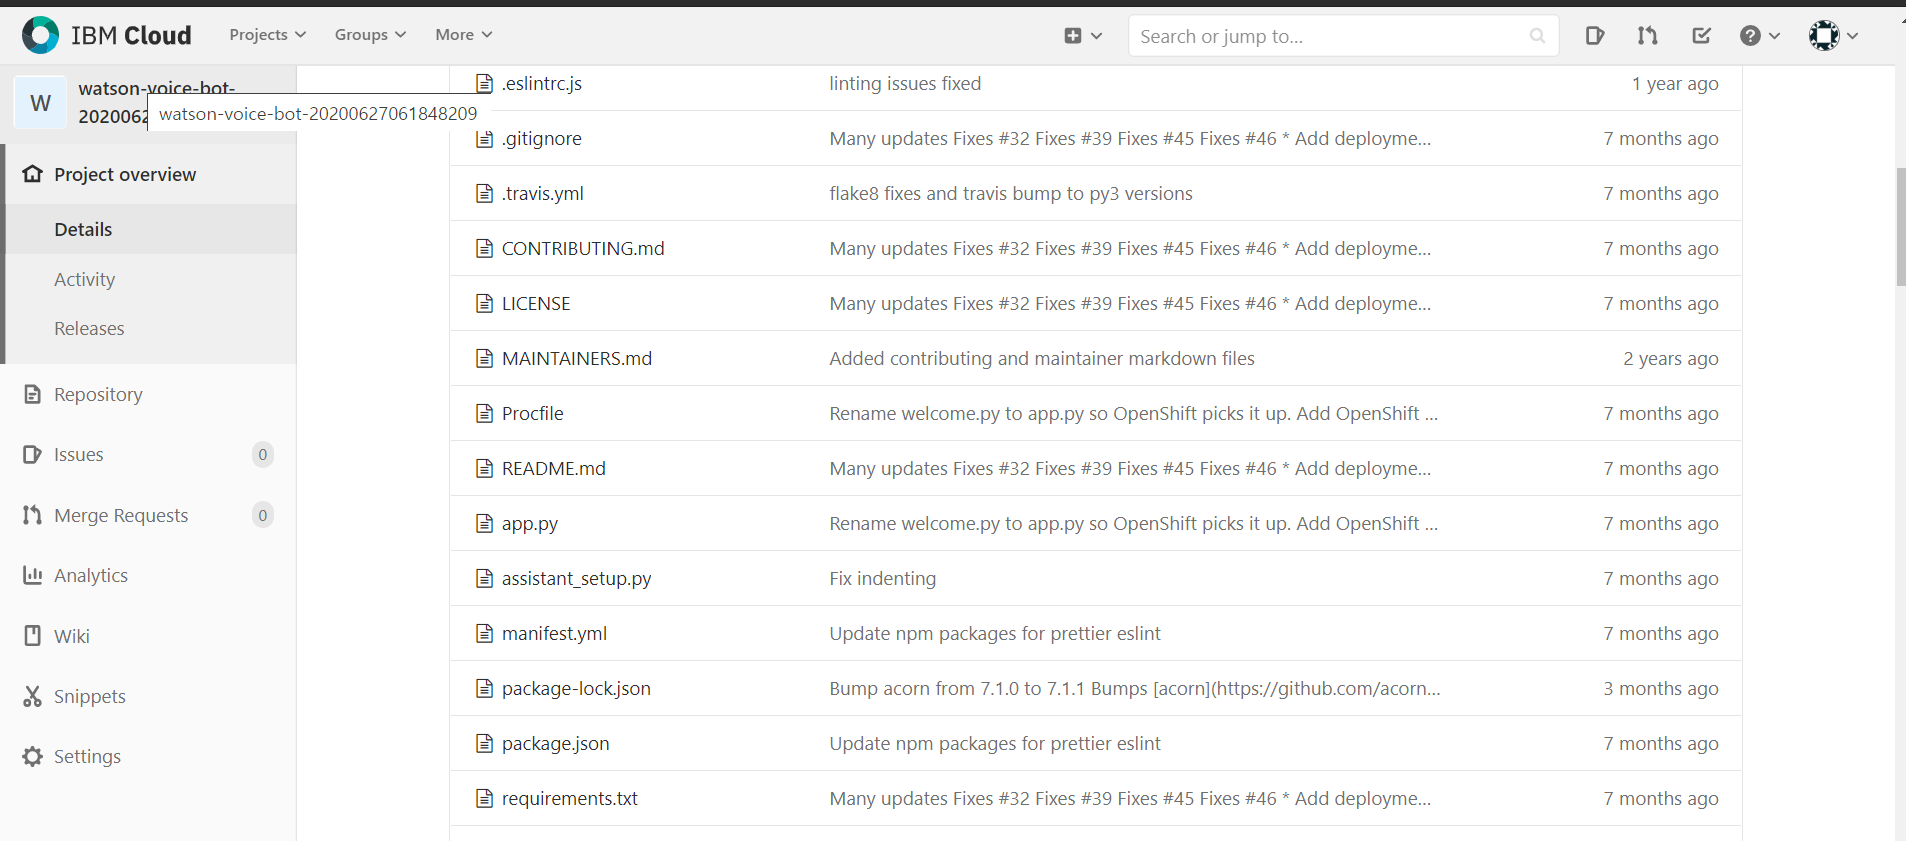 IBM Cloud Projects Groups More Search or jump to...
W
watson-voice-bot-
202006
watson-voice-bot-20200627061848209
Project overview
Details
Activity
Releases
Repository
Issues 0
Merge Requests 0
Analytics
Wiki
Snippets
Settings
.eslintrc.js linting issues fixed 1 year ago
.gitignore Many updates Fixes #32 Fixes #39 Fixes #45 Fixes #46 * Add deployme... 7 months ago
.travis.yml flake8 fixes and travis bump to py3 versions 7 months ago
CONTRIBUTING.md Many updates Fixes #32 Fixes #39 Fixes #45 Fixes #46 * Add deployme... 7 months ago
LICENSE Many updates Fixes #32 Fixes #39 Fixes #45 Fixes #46 * Add deployme... 7 months ago
MAINTAINERS.md Added contributing and maintainer markdown files 2 years ago
Procfile Rename welcome.py to app.py so OpenShift picks it up. Add OpenShift ... 7 months ago
README.md Many updates Fixes #32 Fixes #39 Fixes #45 Fixes #46 * Add deployme... 7 months ago
app.py Rename welcome.py to app.py so OpenShift picks it up. Add OpenShift ... 7 months ago
assistant_setup.py Fix indenting 7 months ago
manifest.yml Update npm packages for prettier eslint 7 months ago
package-lock.json Bump acorn from 7.1.0 to 7.1.1 Bumps [acorn](https://github.com/acorn... 3 months ago
package.json Update npm packages for prettier eslint 7 months ago
requirements.txt Many updates Fixes #32 Fixes #39 Fixes #45 Fixes #46 * Add deployme... 7 months ago